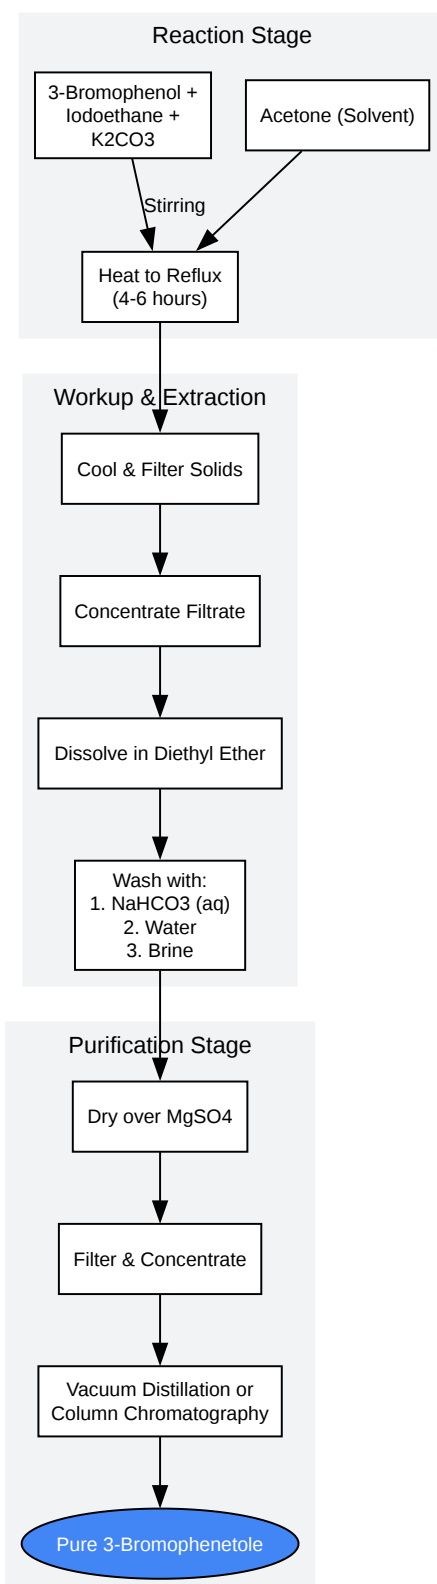 Reaction Stage
3-Bromophenol +
Iodoethane +
K2CO3
Acetone (Solvent)
Stirring
Heat to Reflux
(4-6 hours)
Workup & Extraction
Cool & Filter Solids
Concentrate Filtrate
Dissolve in Diethyl Ether
Wash with:
1. NaHCO3 (aq)
2. Water
3. Brine
Purification Stage
Dry over MgSO4
Filter & Concentrate
Vacuum Distillation or
Column Chromatography
Pure 3-Bromophenetole